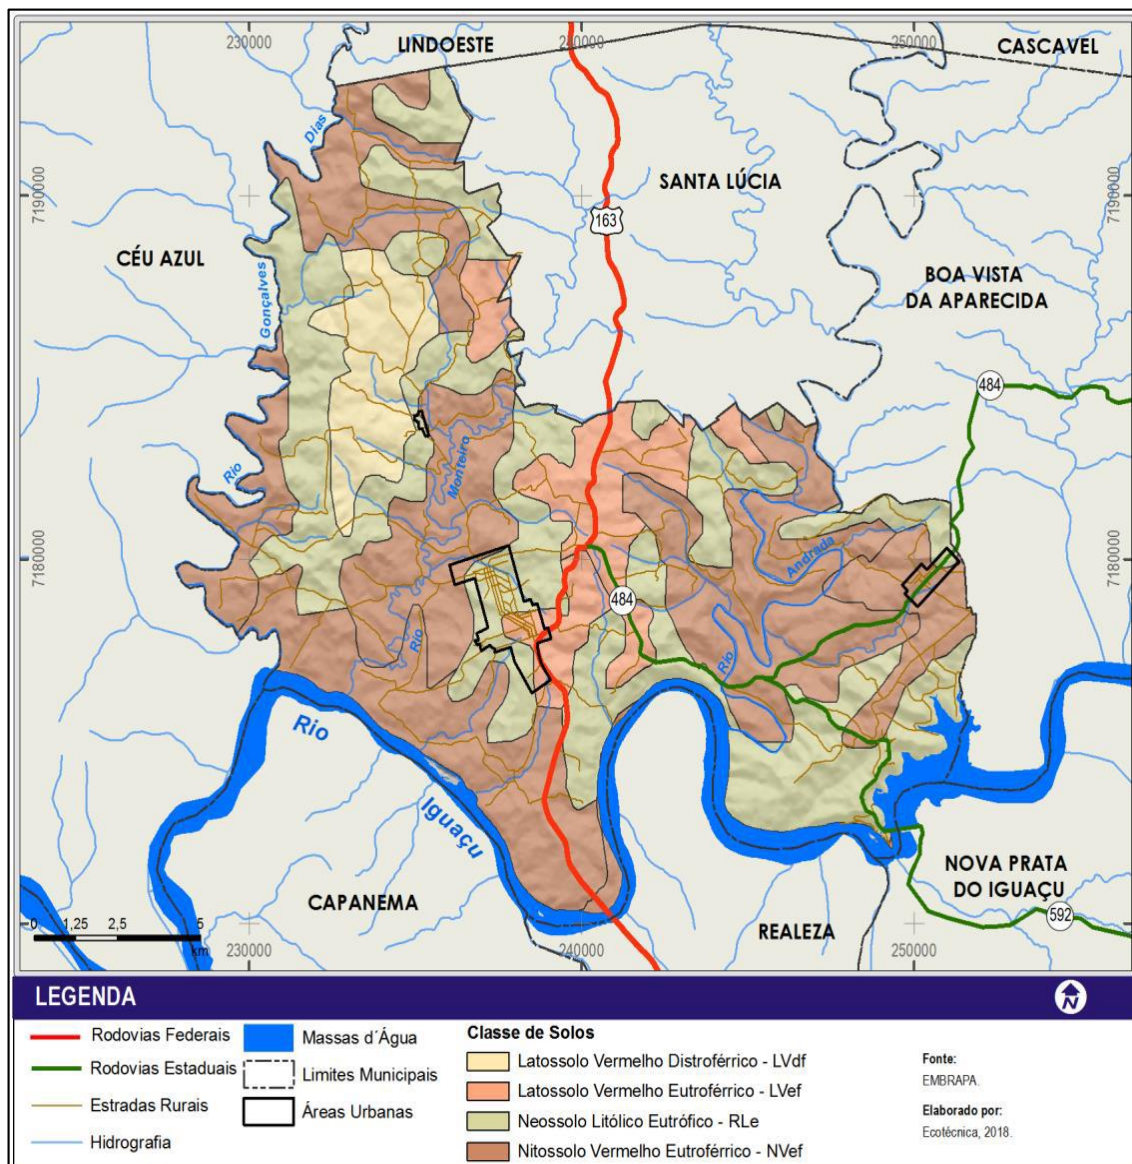 230000
240000
250000
LINDOESTE
CASCAVEL
Dias
7190000
7190000
SANTA LÚCIA
163
CÉU AZUL
Gonçalves
BOA VISTA
DA APARECIDA
484
Monteiro
Rio
7180000
7180000
Andrada
484
Rio
Rio
Rio
Iguaçu
CAPANEMA
NOVA PRATA
DO IGUAÇU
REALEZA
592
0 1,25 2,5 5
km
230000
240000
250000
LEGENDA
N
Rodovias Federais
Rodovias Estaduais
Estradas Rurais
Hidrografia
Massas d´Água
Limites Municipais
Áreas Urbanas
Classe de Solos
Latossolo Vermelho Distroférrico - LVdf
Latossolo Vermelho Eutroférrico - LVef
Neossolo Litólico Eutrófico - RLe
Nitossolo Vermelho Eutroférrico - NVef
Fonte:
EMBRAPA.
Elaborado por:
Ecotécnica, 2018.